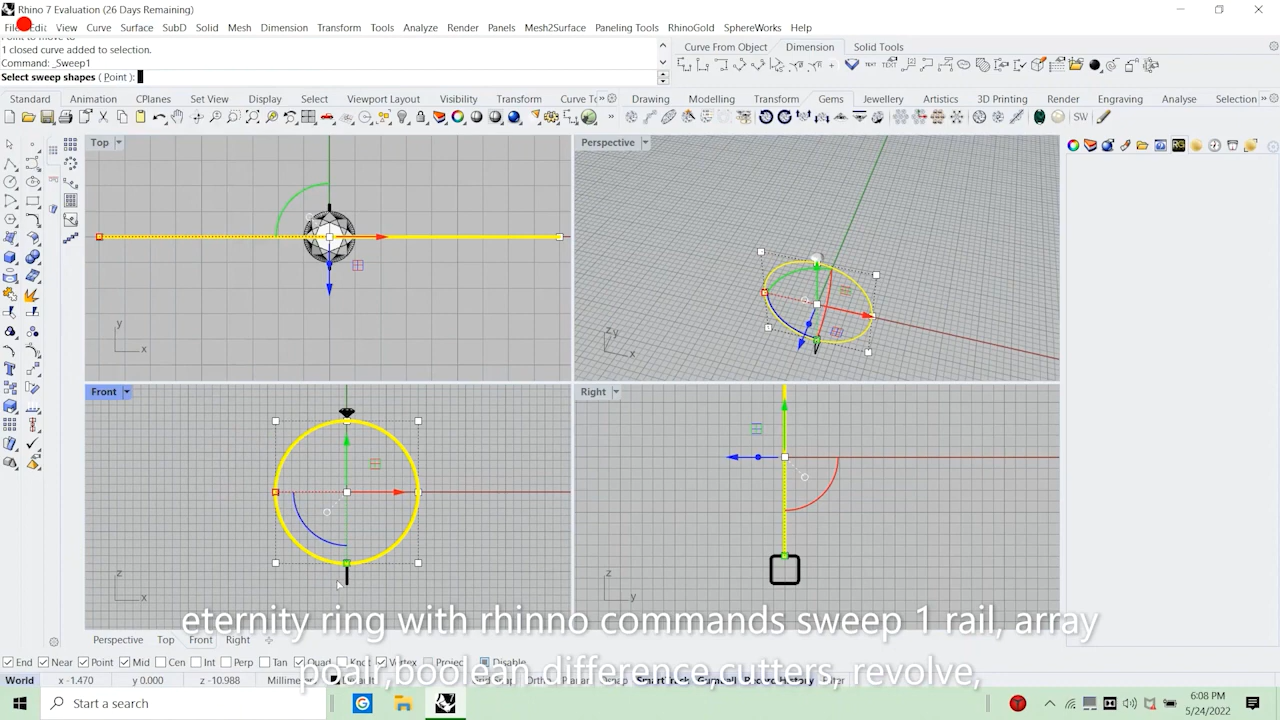 Rhino 7 Evaluation (26 Days Remaining)
File Edit View Curve Surface SubD Solid Mesh Dimension Transform Tools Analyze Render Panels Mesh2Surface Paneling Tools RhinoGold SphereWorks Help
1 closed curve added to selection.
Command: _Sweep1
Select sweep shapes ( Point ):
Curve From Object Dimension Solid Tools
Standard Animation CPlanes Set View Display Select Viewport Layout Visibility Transform Curve To Drawing Modelling Transform Gems Jewellery Artistics 3D Printing Render Engraving Analyse Selection
SW
RG
Top
Perspective
y
x
z y
x
Front
Right
z
x
z
y
eternity ring with rhinno commands sweep 1 rail, array
poalr,boolean difference,cutters, revolve,
Perspective Top Front Right
End Near Point Mid Cen Int Perp Tan Quad Knot Vertex Project Disable
World x -1.470 y 0.000 z -10.988
Start a search
6:08 PM
5/24/2022